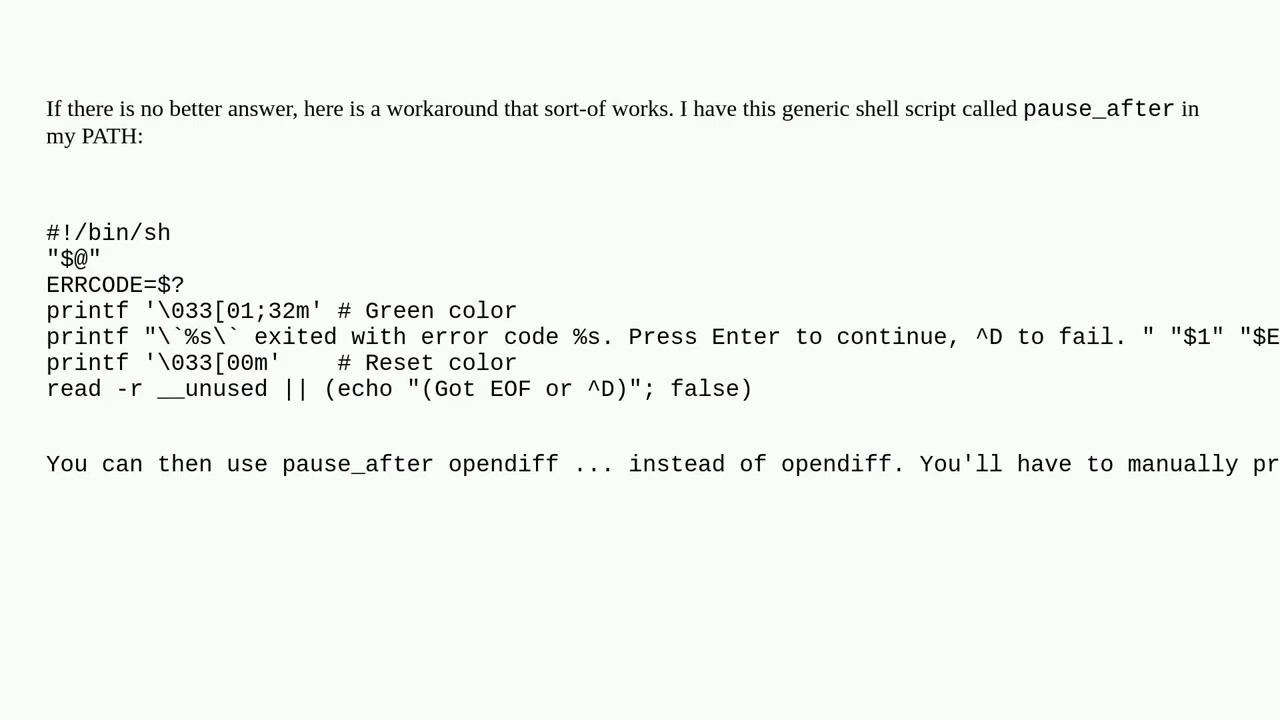 If there is no better answer, here is a workaround that sort-of works. I have this generic shell script called pause_after in
my PATH:
#!/bin/sh
"$@"
ERRCODE=$?
printf '\033[01;32m' # Green color
printf "\`%s\` exited with error code %s. Press Enter to continue, ^D to fail. " "$1" "$E
printf '\033[00m'    # Reset color
read -r __unused || (echo "(Got EOF or ^D)"; false)
You can then use pause_after opendiff ... instead of opendiff. You'll have to manually pr